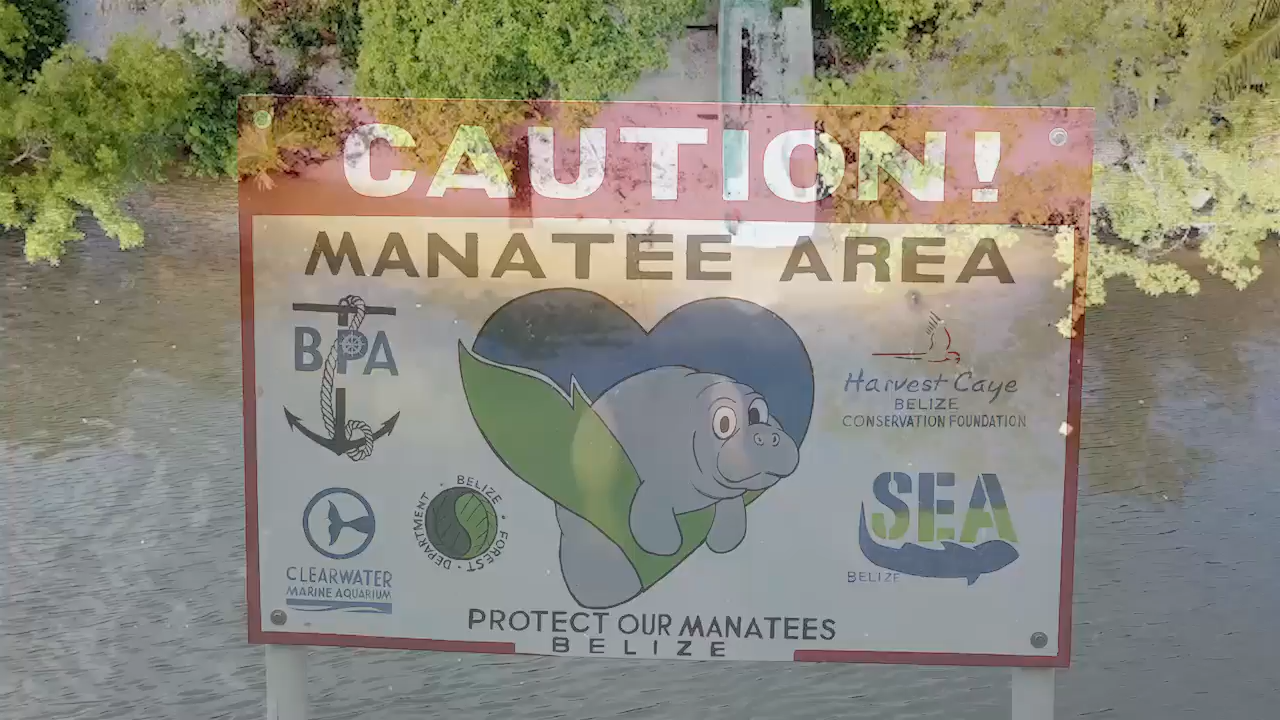 CAUTION!
MANATEE AREA
BPA
Harvest Caye
BELIZE
CONSERVATION FOUNDATION
BELIZE • FOREST • DEPARTMENT •
SEA
BELIZE
CLEARWATER
MARINE AQUARIUM
PROTECT OUR MANATEES
BELIZE